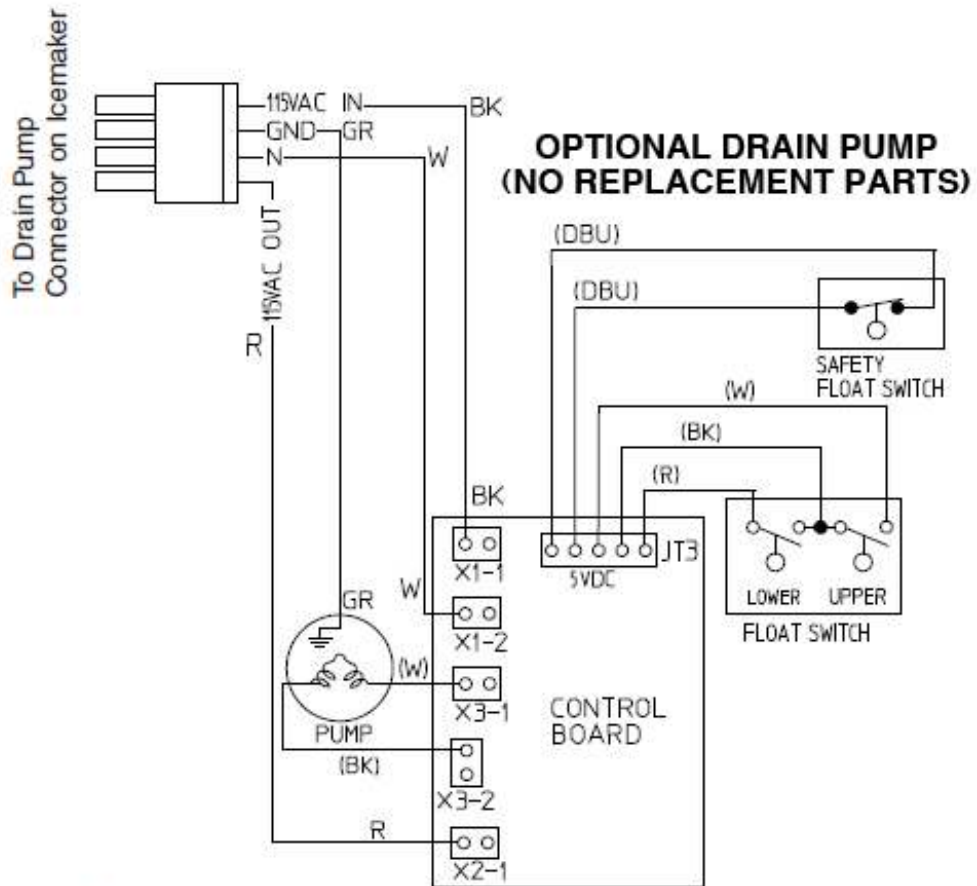 To Drain Pump
Connector on Icemaker
115VAC IN
BK
GND
GR
N
W
115VAC OUT
R
OPTIONAL DRAIN PUMP
(NO REPLACEMENT PARTS)
(DBU)
(DBU)
SAFETY
FLOAT SWITCH
(W)
(BK)
(R)
LOWER UPPER
FLOAT SWITCH
BK
JT3
5VDC
X1-1
W
X1-2
GR
(W)
X3-1
PUMP
(BK)
X3-2
R
X2-1
CONTROL
BOARD